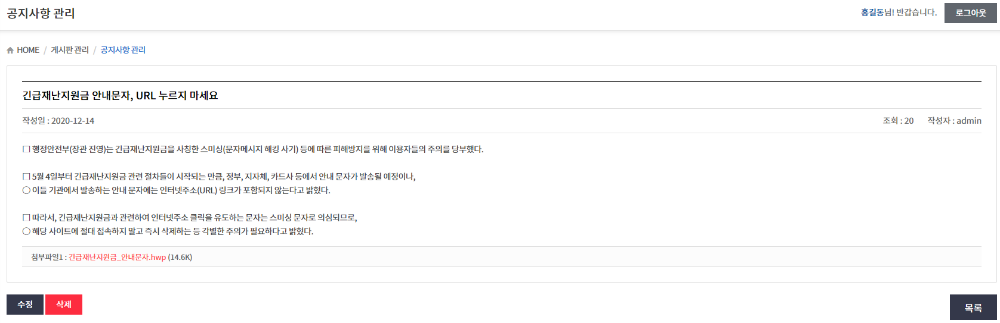 공지사항 관리
홍길동님! 반갑습니다. 로그아웃
HOME / 게시판 관리 / 공지사항 관리
긴급재난지원금 안내문자, URL 누르지 마세요
작성일 : 2020-12-14 조회 : 20 작성자 : admin
□ 행정안전부(장관 진영)는 긴급재난지원금을 사칭한 스미싱(문자메시지 해킹 사기) 등에 따른 피해방지를 위해 이용자들의 주의를 당부했다.
□ 5월 4일부터 긴급재난지원금 관련 절차들이 시작되는 만큼, 정부, 지자체, 카드사 등에서 안내 문자가 발송될 예정이나,
○ 이들 기관에서 발송하는 안내 문자에는 인터넷주소(URL) 링크가 포함되지 않는다고 밝혔다.
□ 따라서, 긴급재난지원금과 관련하여 인터넷주소 클릭을 유도하는 문자는 스미싱 문자로 의심되므로,
○ 해당 사이트에 절대 접속하지 말고 즉시 삭제하는 등 각별한 주의가 필요하다고 밝혔다.
첨부파일1 : 긴급재난지원금_안내문자.hwp (14.6K)
수정 삭제 목록